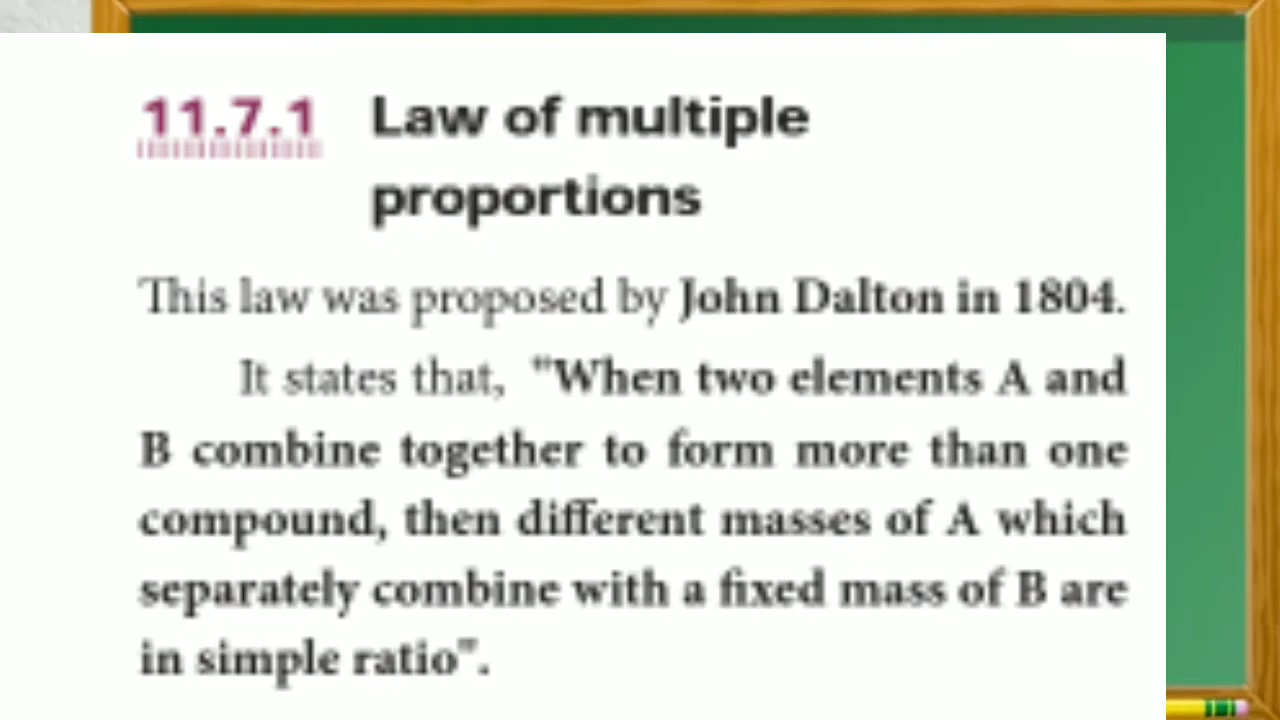 11.7.1 Law of multiple
proportions
This law was proposed by John Dalton in 1804.
It states that, "When two elements A and
B combine together to form more than one
compound, then different masses of A which
separately combine with a fixed mass of B are
in simple ratio".